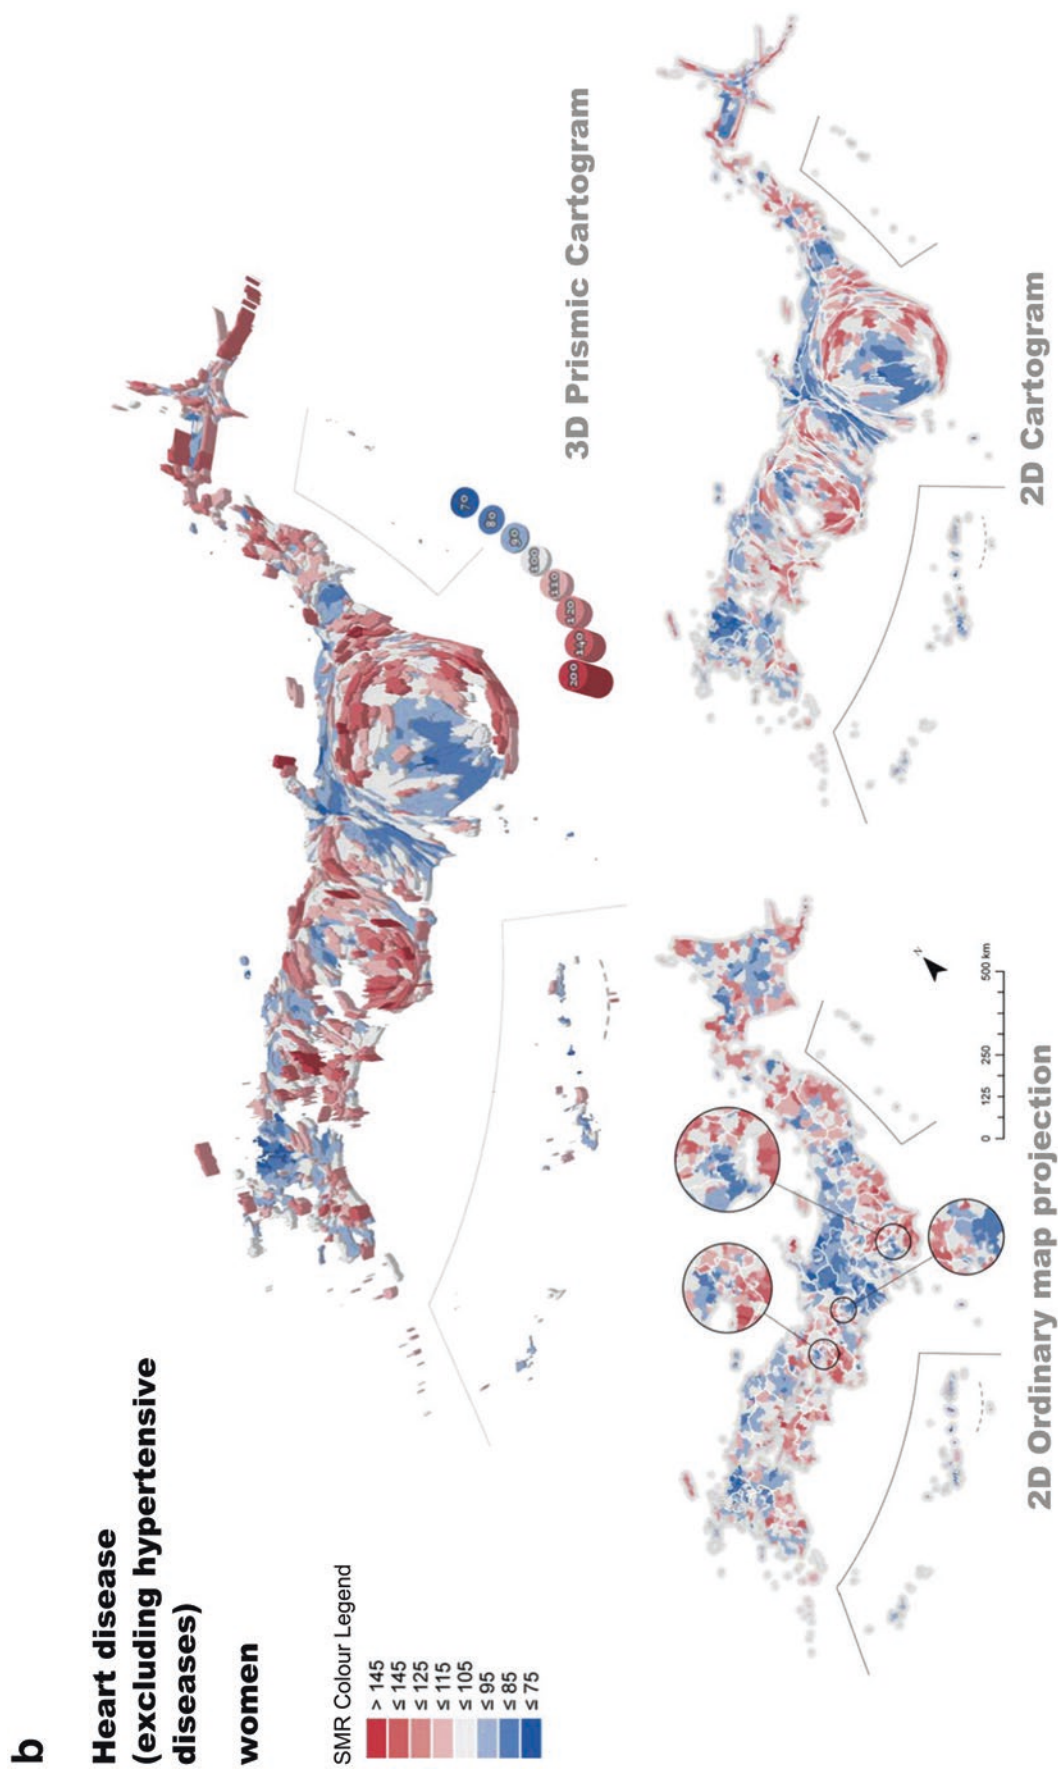 b
Heart disease
(excluding hypertensive
diseases)
women
SMR Colour Legend
> 145
≤ 145
≤ 125
≤ 115
≤ 105
≤ 95
≤ 85
≤ 75
3D Prismic Cartogram
200
140
120
110
100
90
80
70
2D Ordinary map projection
N
0 125 250 500 km
2D Cartogram